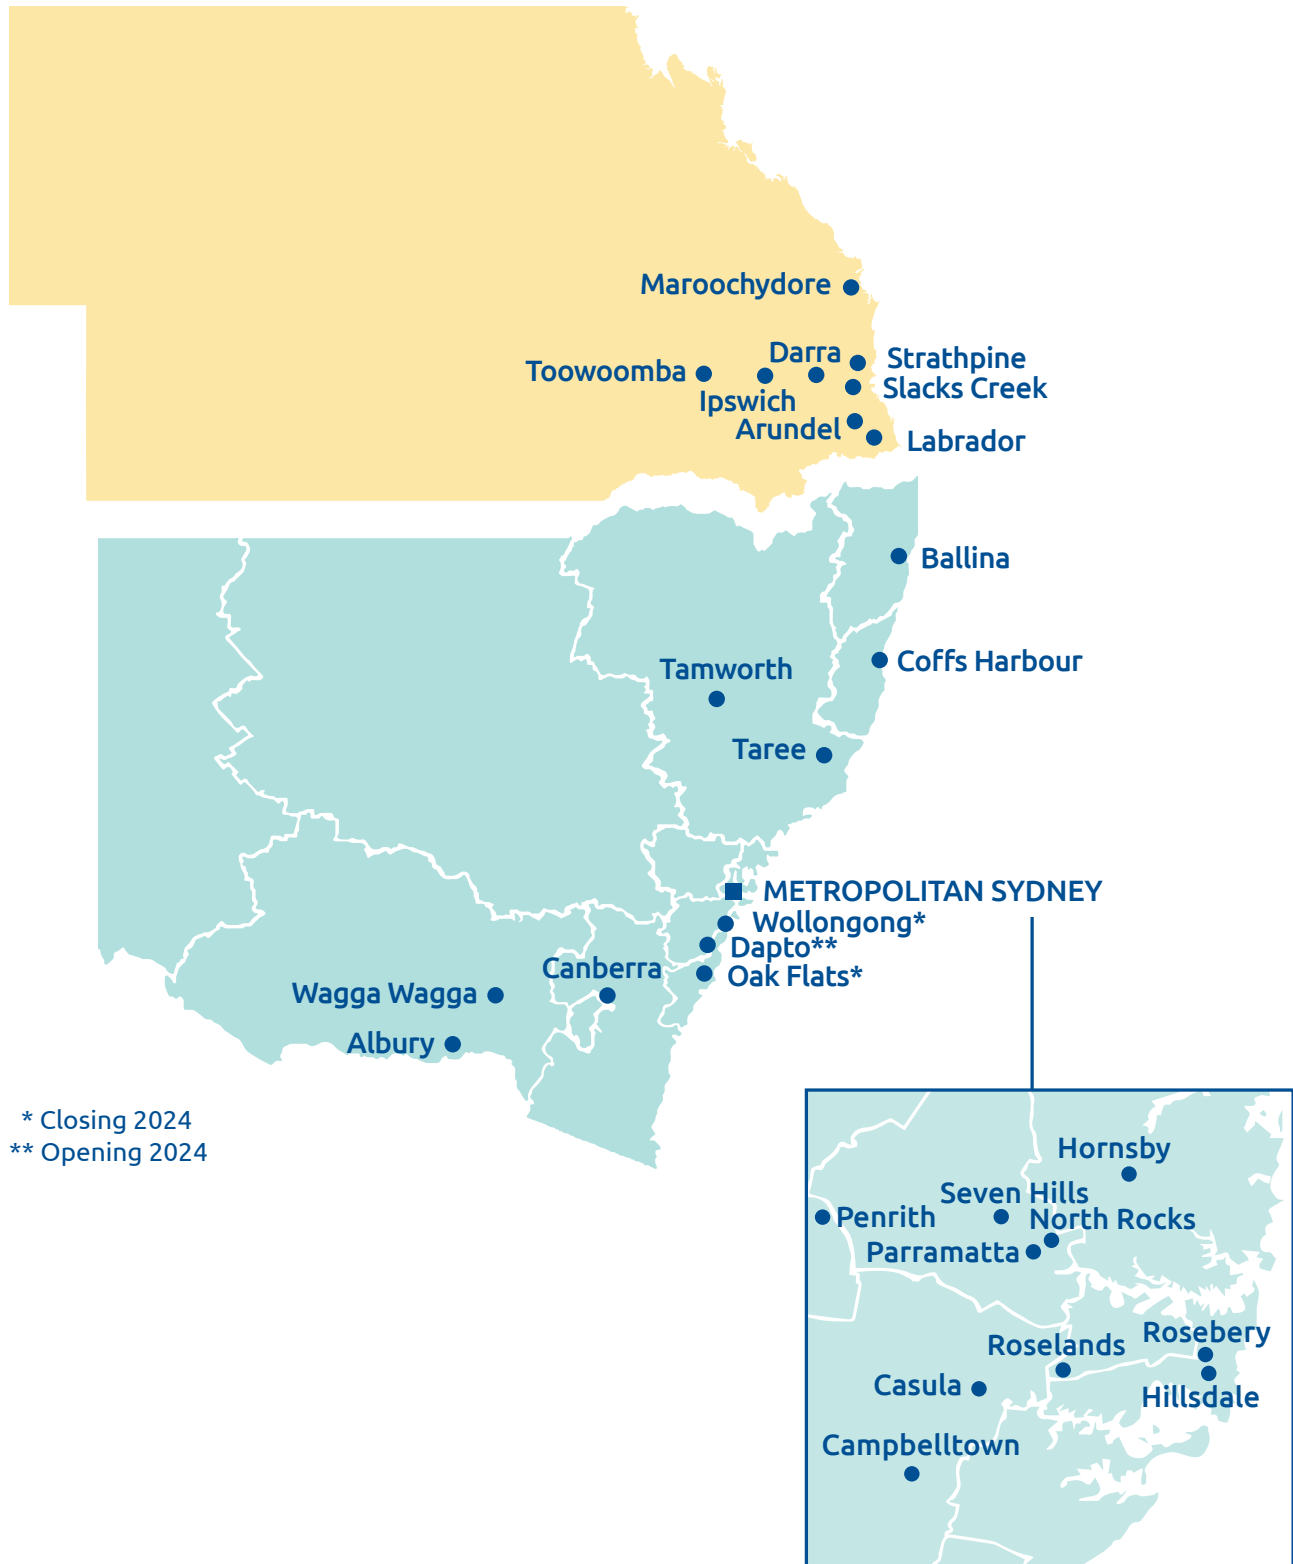 Maroochydore
Darra
Strathpine
Toowoomba
Slacks Creek
Ipswich
Arundel
Labrador
Ballina
Coffs Harbour
Tamworth
Taree
METROPOLITAN SYDNEY
Wollongong*
Dapto**
Canberra
Oak Flats*
Wagga Wagga
Albury
* Closing 2024
** Opening 2024
Hornsby
Seven Hills
Penrith
North Rocks
Parramatta
Rosebery
Roselands
Casula
Hillsdale
Campbelltown